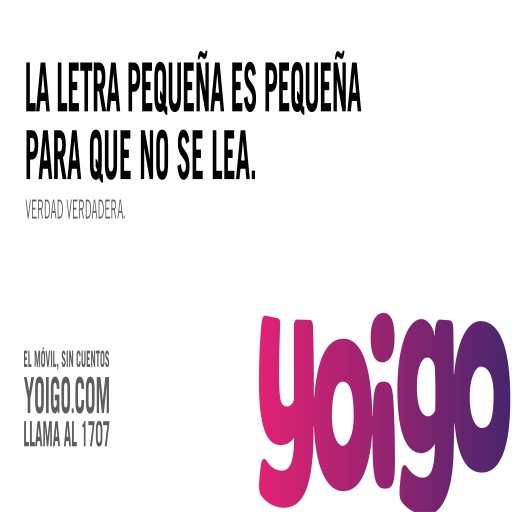 LA LETRA PEQUEÑA ES PEQUEÑA
PARA QUE NO SE LEA.
VERDAD VERDADERA.
EL MÓVIL, SIN CUENTOS
YOIGO.COM
LLAMA AL 1707
yoigo